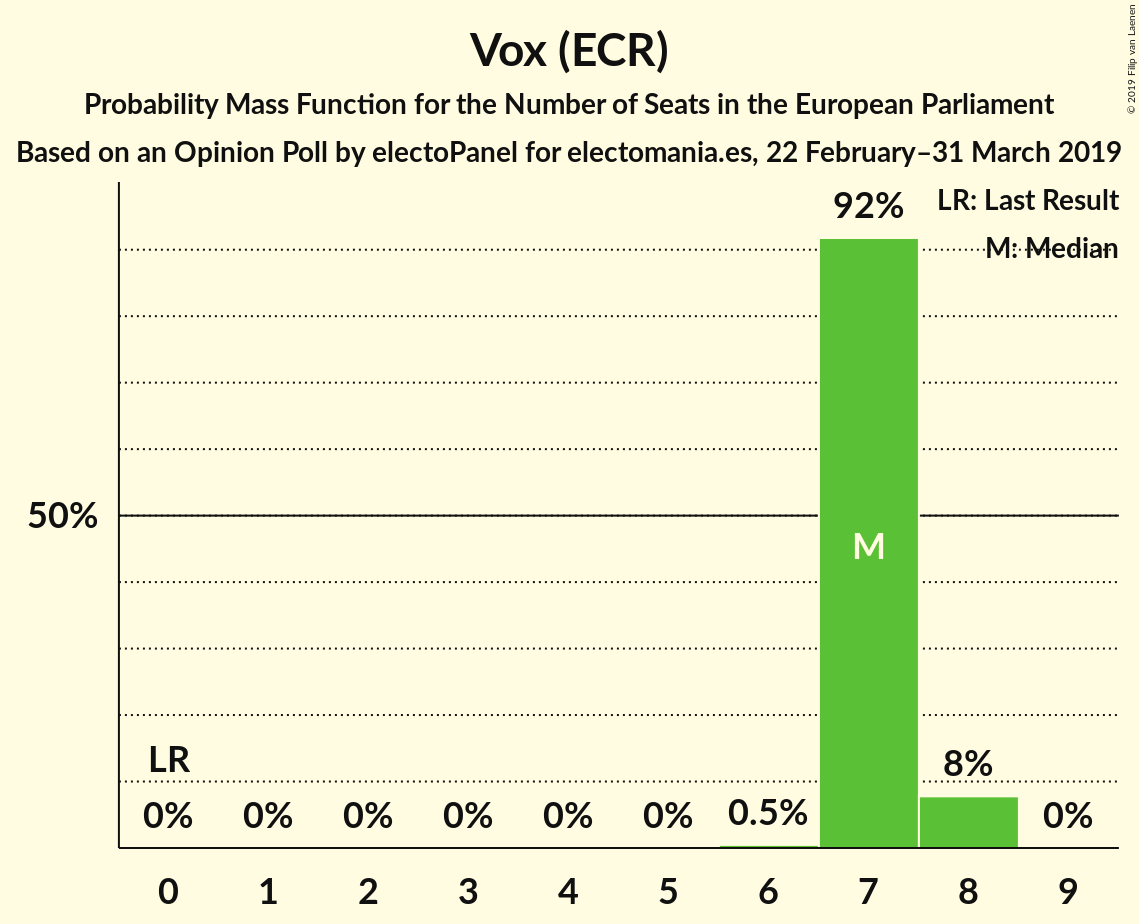 Vox (ECR)
Probability Mass Function for the Number of Seats in the European Parliament
Based on an Opinion Poll by electoPanel for electomania.es, 22 February–31 March 2019
© 2019 Filip van Laenen
LR: Last Result
M: Median
92%
50%
M
LR
8%
0% 0% 0% 0% 0% 0% 0.5% 0%
0 1 2 3 4 5 6 7 8 9